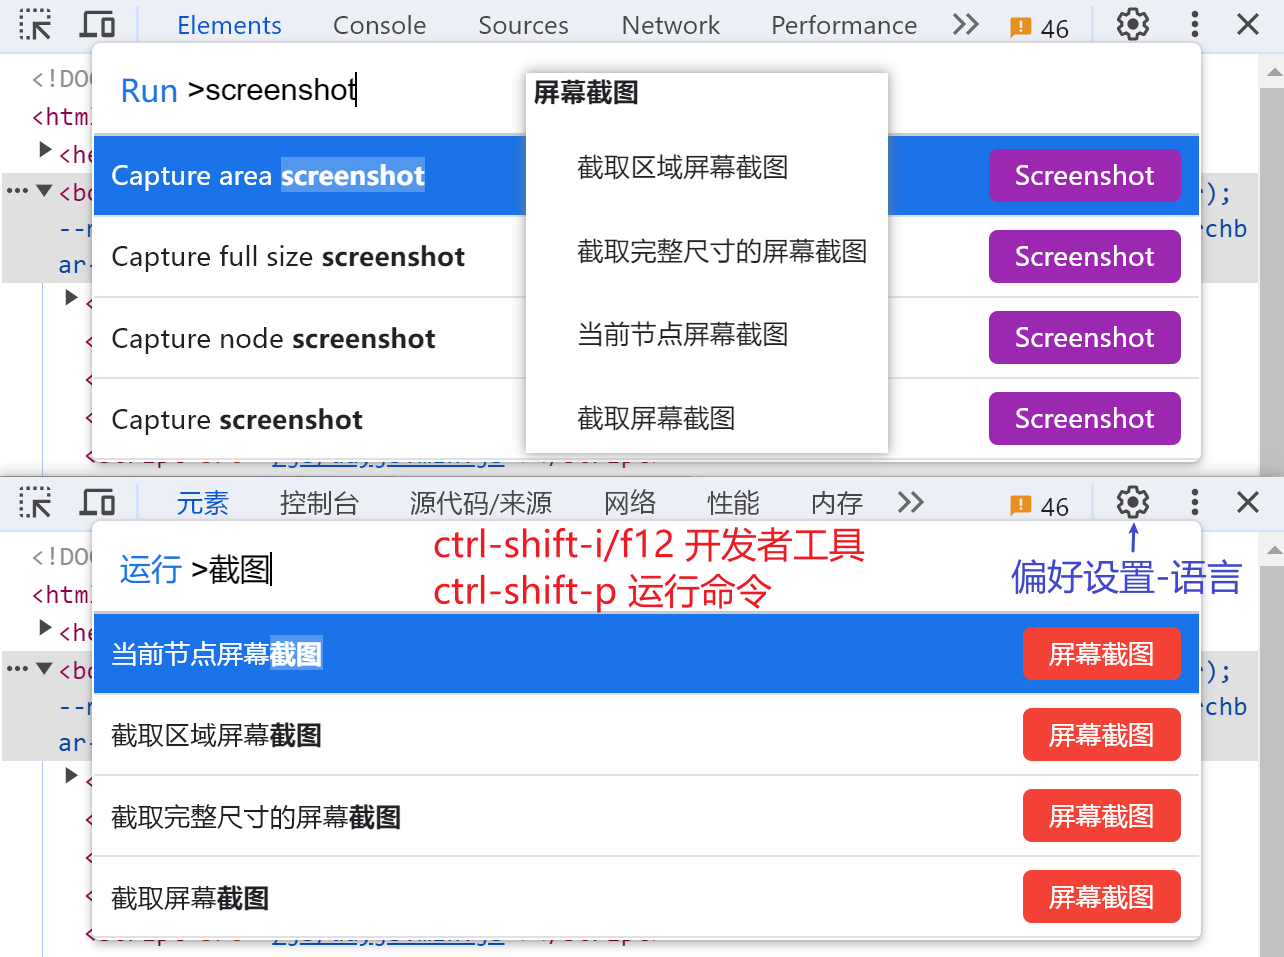 Elements Console Sources Network Performance 46
<!DOC
Run >screenshot
屏幕截图
<html
<he
Capture area screenshot
截取区域屏幕截图
Screenshot
<bo
);
--n
chb
Capture full size screenshot
截取完整尺寸的屏幕截图
Screenshot
ar-
<
Capture node screenshot
当前节点屏幕截图
Screenshot
<
<
Capture screenshot
截取屏幕截图
Screenshot
<
元素 控制台 源代码/来源 网络 性能 内存 46
<!DOC
运行 >截图
ctrl-shift-i/f12 开发者工具
ctrl-shift-p 运行命令
偏好设置-语言
<html
<he
当前节点屏幕截图
屏幕截图
<bo
);
--n
chb
截取区域屏幕截图
屏幕截图
ar-
<
截取完整尺寸的屏幕截图
屏幕截图
<
<
截取屏幕截图
屏幕截图
<